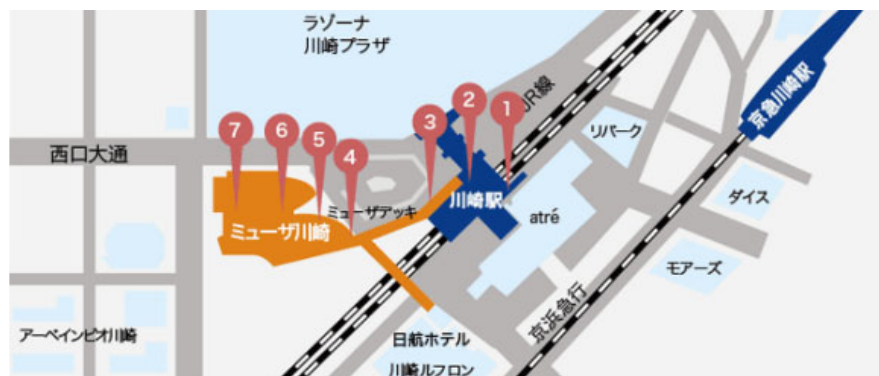 ラゾーナ
川崎プラザ
JR線
京急川崎駅
1
2
3
4
5
6
7
リパーク
西口大通
川崎駅
ダイス
ミューザデッキ
atré
ミューザ川崎
モアーズ
京浜急行
アーベインビオ川崎
日航ホテル
川崎ルフロン